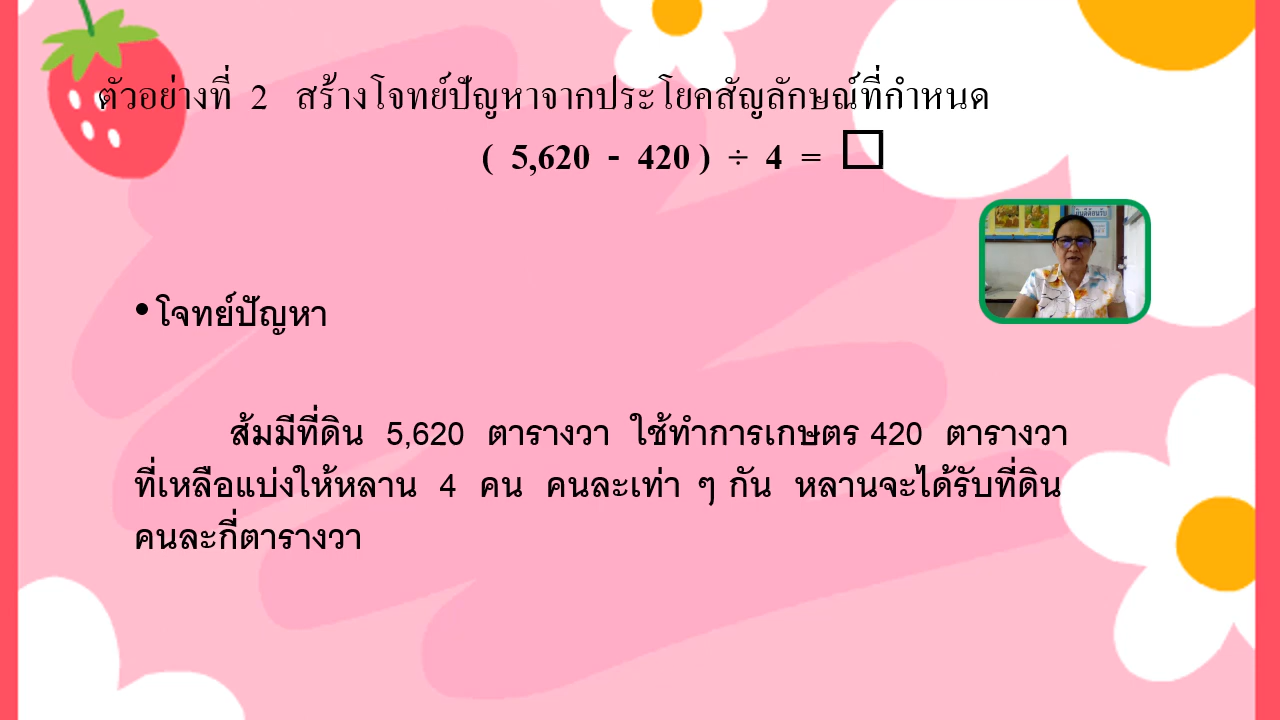 ตัวอย่างที่ 2 สร้างโจทย์ปัญหาจากประโยคสัญลักษณ์ที่กำหนด
( 5,620 - 420 ) ÷ 4 = □
• โจทย์ปัญหา
ส้มมีที่ดิน 5,620 ตารางวา ใช้ทำการเกษตร 420 ตารางวา
ที่เหลือแบ่งให้หลาน 4 คน คนละเท่า ๆ กัน หลานจะได้รับที่ดิน
คนละกี่ตารางวา